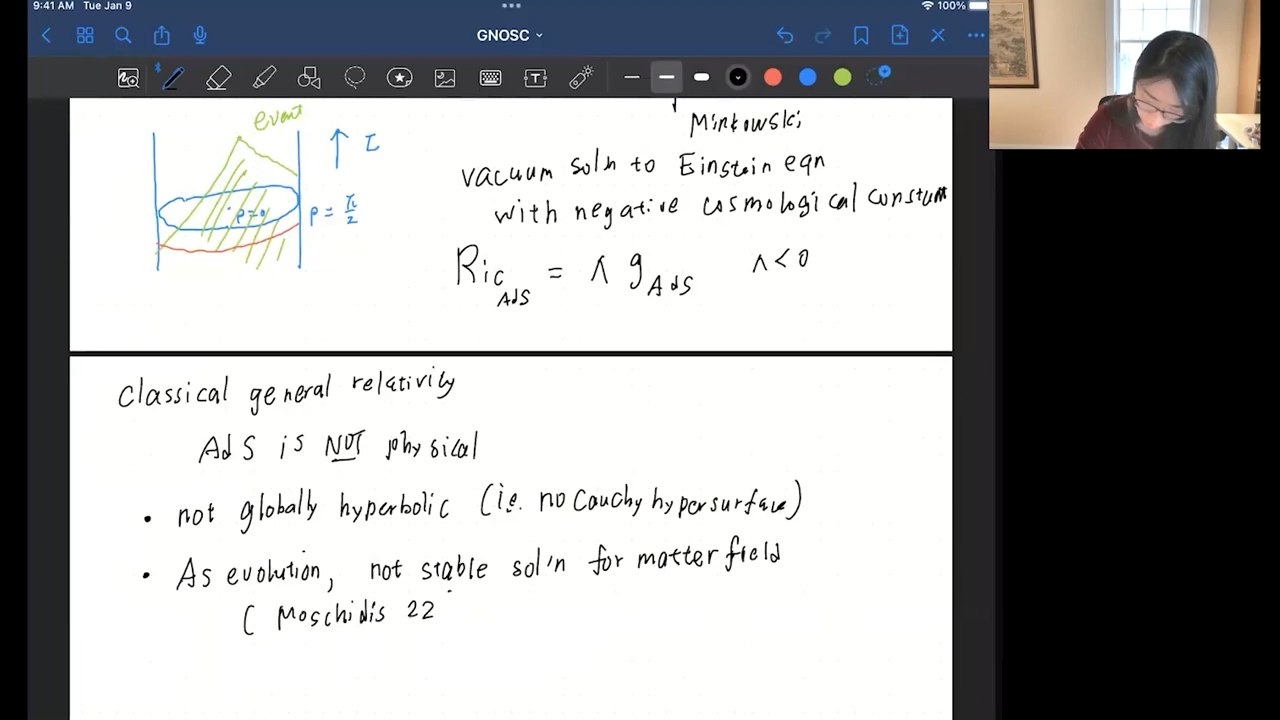 9:41 AM Tue Jan 9
100%
GNOSC
event
ρ=0
ρ = π/2
Minkowski
vacuum sol'n to Einstein eqn
with negative cosmological constant
Ric_AdS = Λ g_AdS Λ < 0
classical general relativity
AdS is NOT physical
• not globally hyperbolic (i.e. no Cauchy hypersurface)
• As evolution, not stable sol'n for matter field
( Moschidis 22